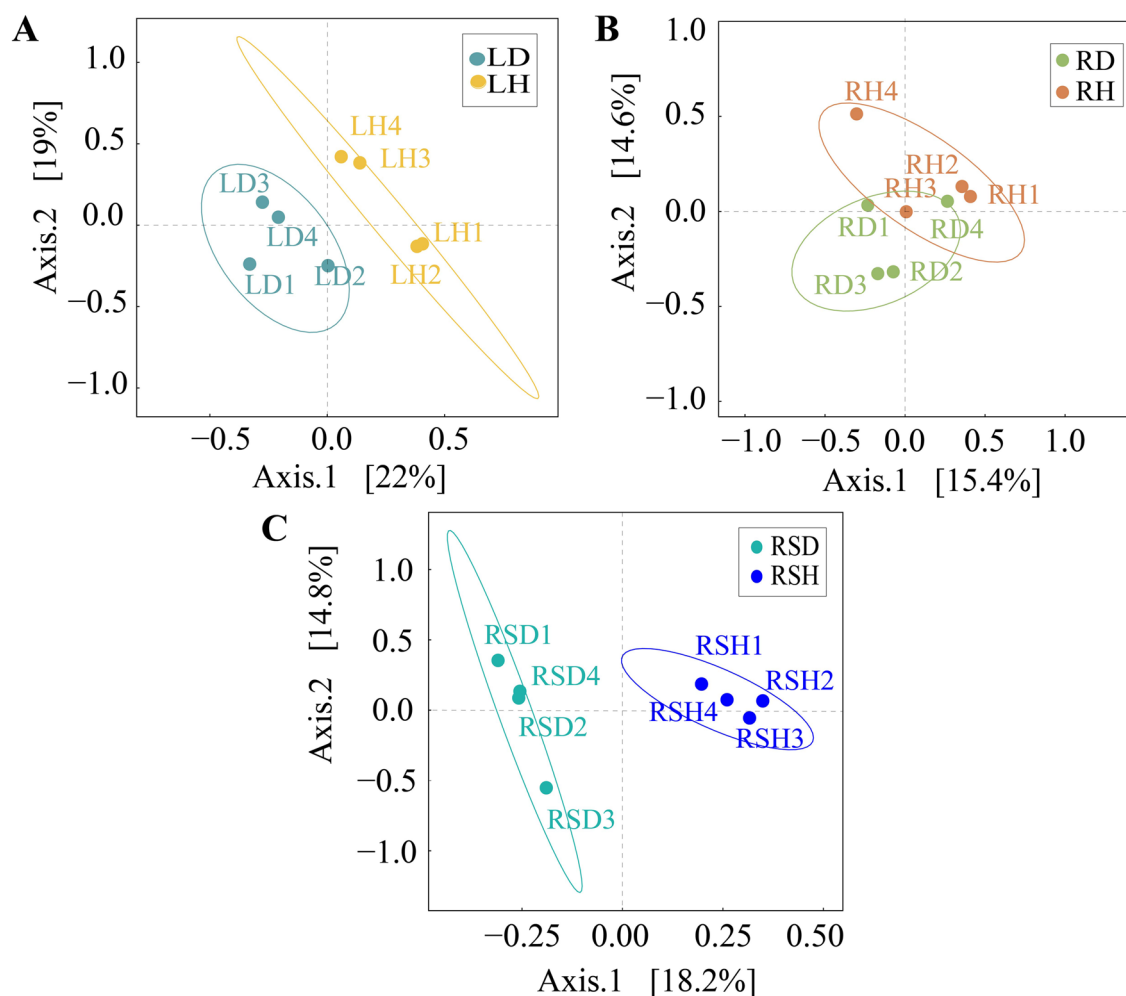 A
LD
LH
1.0
0.5
0.0
−0.5
−1.0
Axis.2 [19%]
LH4
LH3
LD3
LD4
LH1
LD1
LD2
LH2
−0.5
0.0
0.5
Axis.1 [22%]
B
RD
RH
1.0
0.5
0.0
−0.5
−1.0
Axis.2 [14.6%]
RH4
RH2
RH3
RH1
RD1
RD4
RD3
RD2
−1.0
−0.5
0.0
0.5
1.0
Axis.1 [15.4%]
C
RSD
RSH
1.0
0.5
0.0
−0.5
−1.0
Axis.2 [14.8%]
RSD1
RSD4
RSD2
RSD3
RSH1
RSH2
RSH4
RSH3
−0.25
0.00
0.25
0.50
Axis.1 [18.2%]